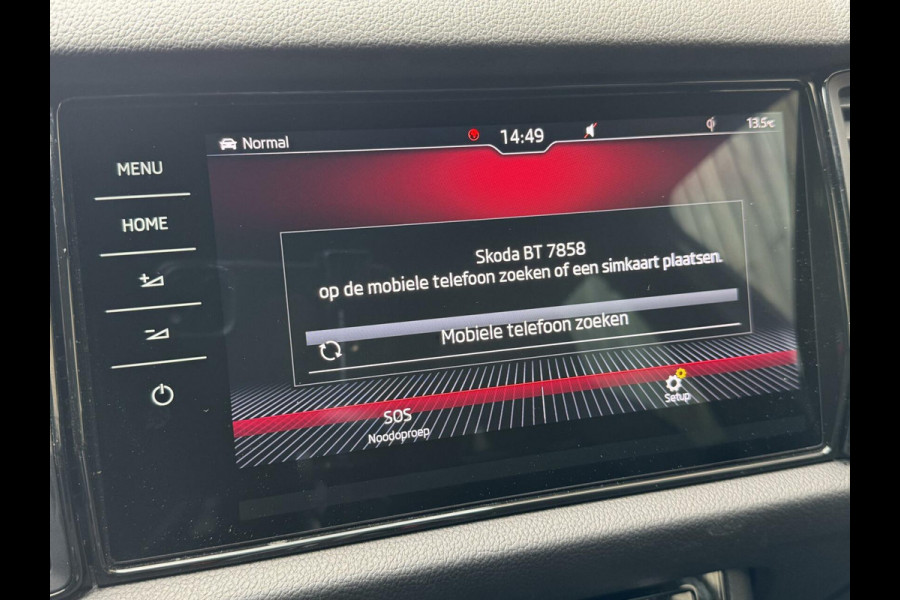 Normal
14:49
13.5°C
MENU
HOME
Skoda BT 7858
op de mobiele telefoon zoeken of een simkaart plaatsen.
Mobiele telefoon zoeken
SOS
Noodoproep
Setup